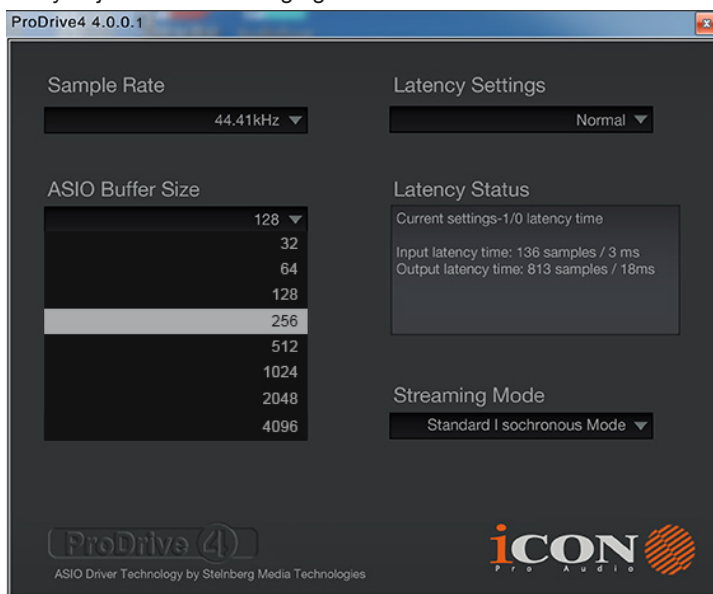 ProDrive4 4.0.0.1
Sample Rate
44.41kHz
Latency Settings
Normal
ASIO Buffer Size
128
32
64
128
256
512
1024
2048
4096
Latency Status
Current settings-1/0 latency time
Input latency time: 136 samples / 3 ms
Output latency time: 813 samples / 18ms
Streaming Mode
Standard I sochronous Mode
ProDrive 4
ASIO Driver Technology by Steinberg Media Technologies
iCON
Pro Audio